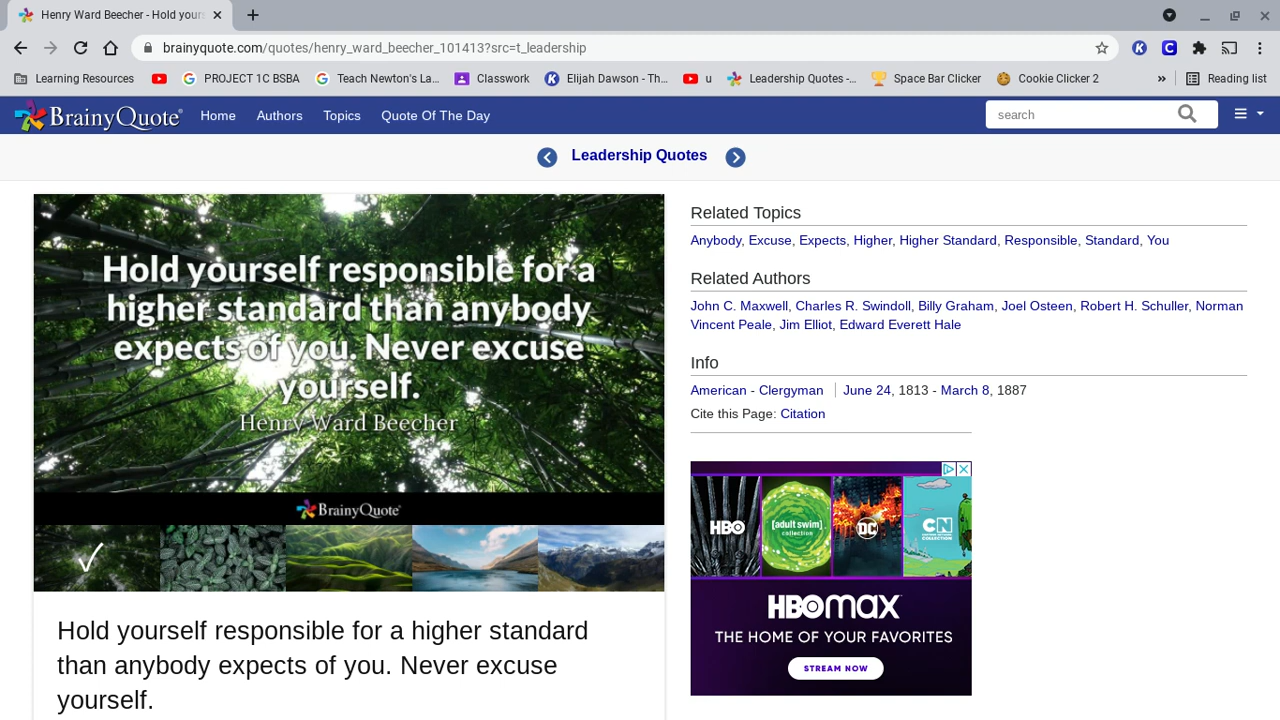 Henry Ward Beecher - Hold yours
brainyquote.com/quotes/henry_ward_beecher_101413?src=t_leadership
Learning Resources PROJECT 1C BSBA Teach Newton's La... Classwork Elijah Dawson - Th... u Leadership Quotes -... Space Bar Clicker Cookie Clicker 2 » Reading list
BrainyQuote® Home Authors Topics Quote Of The Day search
Leadership Quotes
Hold yourself responsible for a
higher standard than anybody
expects of you. Never excuse
yourself.
Henry Ward Beecher
BrainyQuote®
Hold yourself responsible for a higher standard
than anybody expects of you. Never excuse
yourself.
Related Topics
Anybody, Excuse, Expects, Higher, Higher Standard, Responsible, Standard, You
Related Authors
John C. Maxwell, Charles R. Swindoll, Billy Graham, Joel Osteen, Robert H. Schuller, Norman
Vincent Peale, Jim Elliot, Edward Everett Hale
Info
American - Clergyman June 24, 1813 - March 8, 1887
Cite this Page: Citation
HBO [adult swim] DC CN
collection
HBOMAX
THE HOME OF YOUR FAVORITES
STREAM NOW